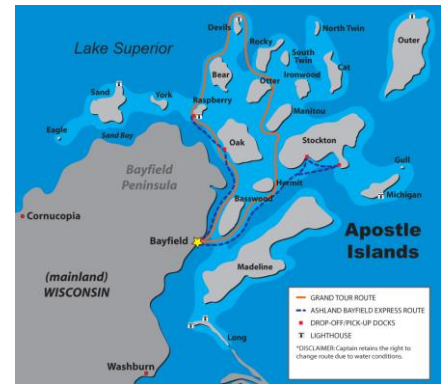 Devils
North Twin
Lake Superior
Rocky
South
Twin
Outer
Bear
Cat
Otter
Ironwood
Sand
York
Raspberry
Manitou
Eagle
Sand Bay
Oak
Stockton
Bayfield
Peninsula
Gull
Hermit
Michigan
Basswood
Cornucopia
Bayfield
Apostle
Islands
Madeline
(mainland)
WISCONSIN
GRAND TOUR ROUTE
ASHLAND BAYFIELD EXPRESS ROUTE
DROP-OFF/PICK-UP DOCKS
LIGHTHOUSE
Long
*DISCLAIMER: Captain retains the right to
change route due to water conditions.
Washburn